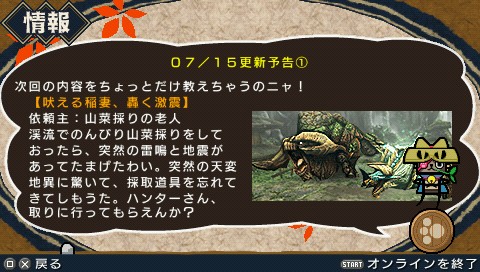 情報
07／15更新予告①
次回の内容をちょっとだけ教えちゃうのニャ！
【吠える稲妻、轟く激震】
依頼主：山菜採りの老人
渓流でのんびり山菜採りをして
おったら、突然の雷鳴と地震が
あってたまげたわい。突然の天変
地異に驚いて、採取道具を忘れて
きてしもうた。ハンターさん、
取りに行ってもらえんか？
○×戻る
START オンラインを終了